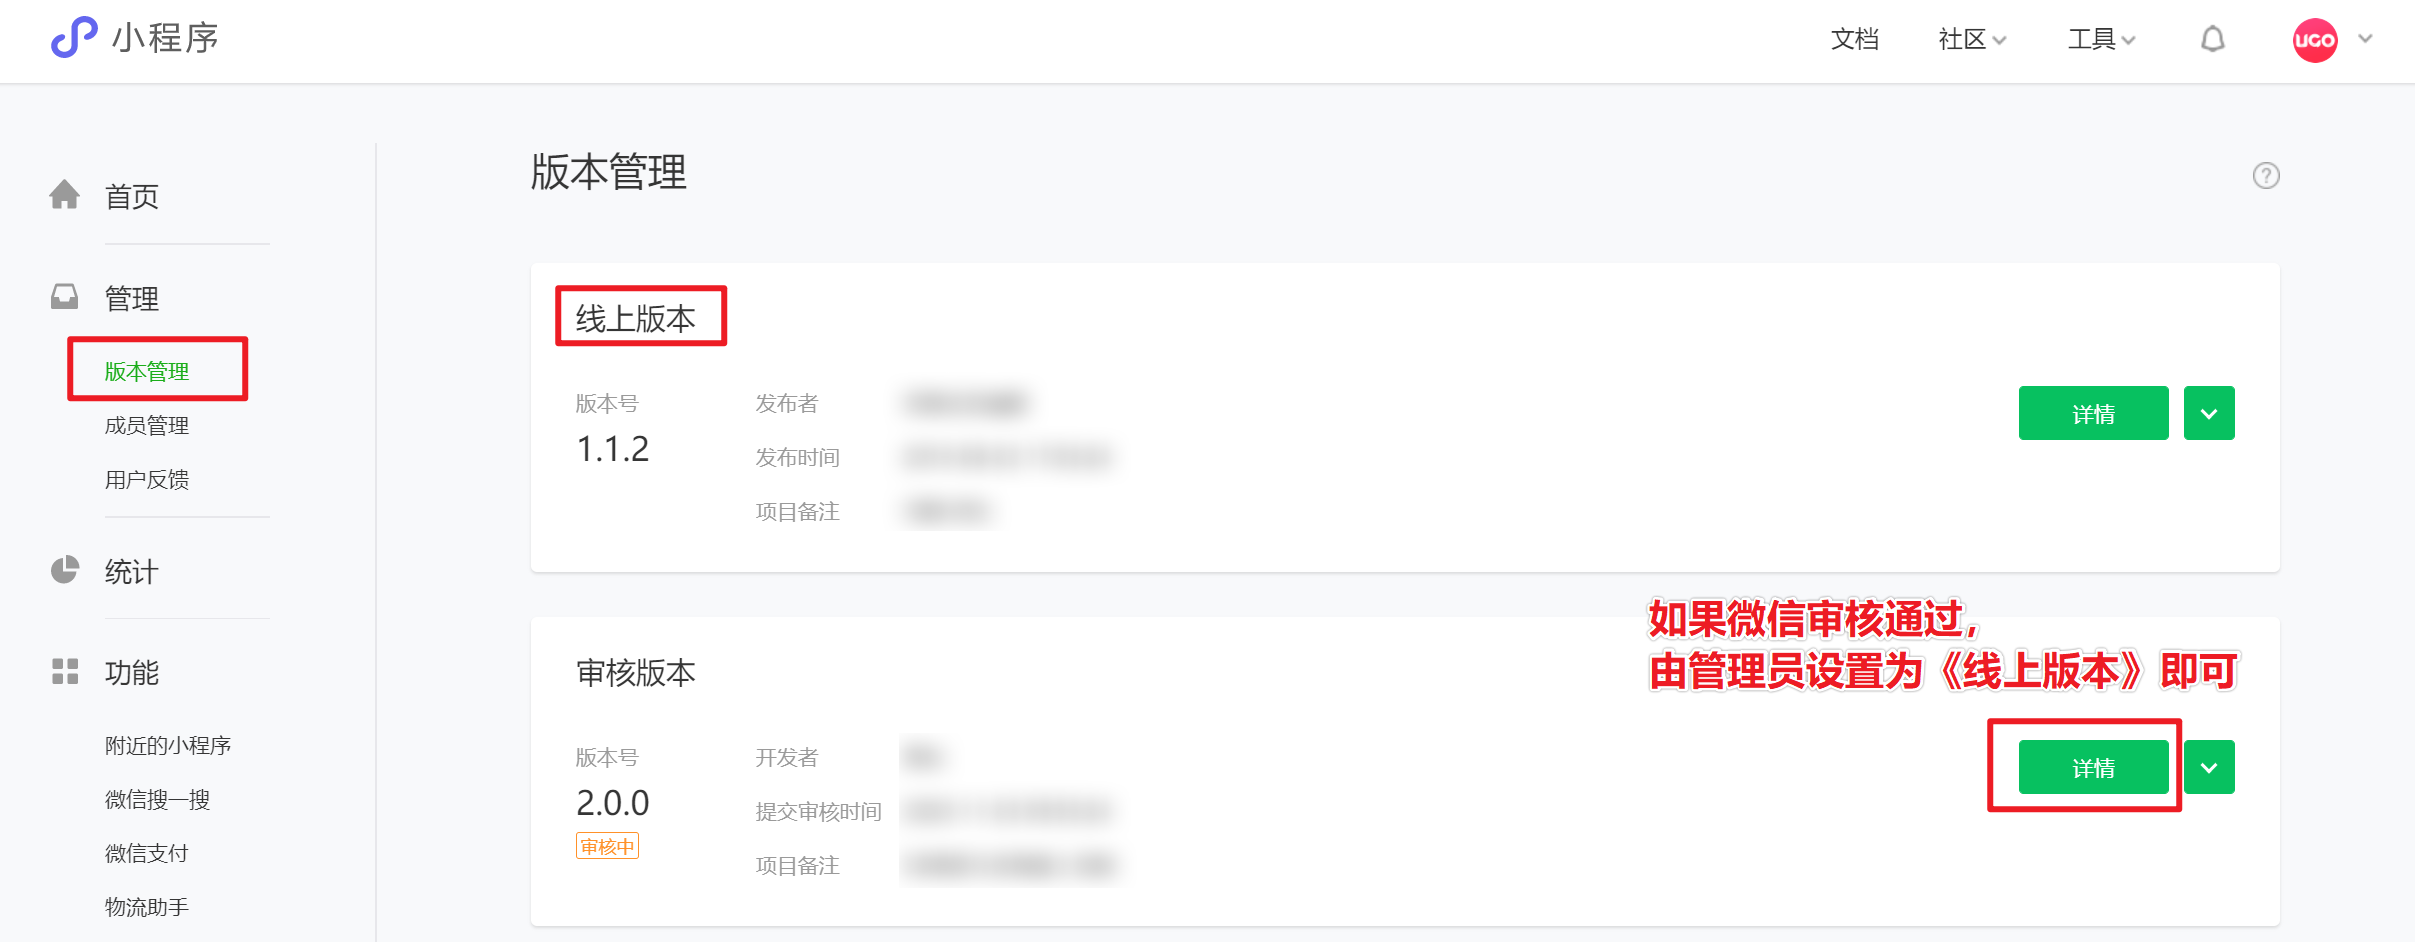 小程序
文档
社区
工具
UGO
首页
管理
版本管理
成员管理
用户反馈
统计
功能
附近的小程序
微信搜一搜
微信支付
物流助手
版本管理
?
线上版本
版本号
1.1.2
发布者
发布时间
项目备注
详情
如果微信审核通过,
由管理员设置为《线上版本》即可
审核版本
版本号
2.0.0
审核中
开发者
提交审核时间
项目备注
详情